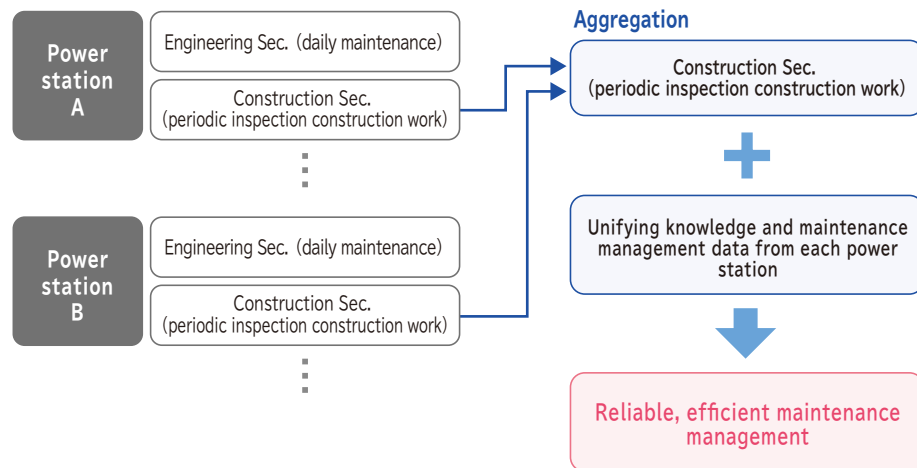 Power
station
A
Engineering Sec. (daily maintenance)
Construction Sec.
(periodic inspection construction work)
Power
station
B
Engineering Sec. (daily maintenance)
Construction Sec.
(periodic inspection construction work)
Aggregation
Construction Sec.
(periodic inspection construction work)
Unifying knowledge and maintenance
management data from each power
station
Reliable, efficient maintenance
management